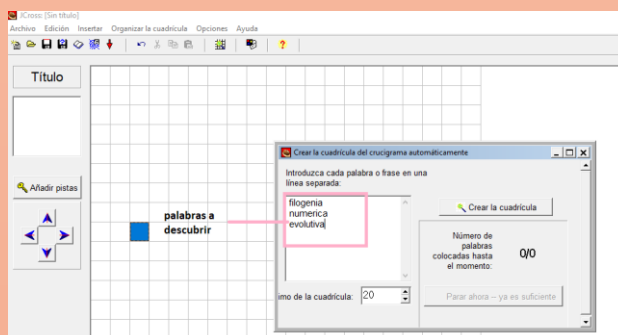 JCross: [Sin título]
Archivo Edición Insertar Organizar la cuadrícula Opciones Ayuda
Título
Añadir pistas
palabras a
descubrir
Crear la cuadrícula del crucigrama automáticamente
Introduzca cada palabra o frase en una
línea separada:
filogenia
numerica
evolutiva
Crear la cuadrícula
Número de
palabras
colocadas hasta
el momento:
0/0
imo de la cuadrícula: 20
Parar ahora – ya es suficiente